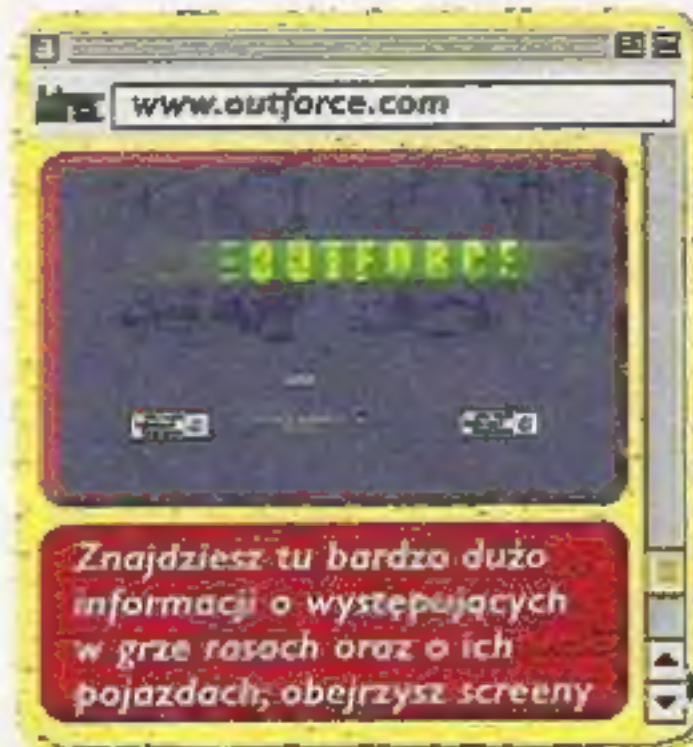 www.outforce.com
OUTFORCE
Znajdziesz tu bardzo dużo
informacji o występujących
w grze rasach oraz o ich
pojazdach, obejrzysz screeny